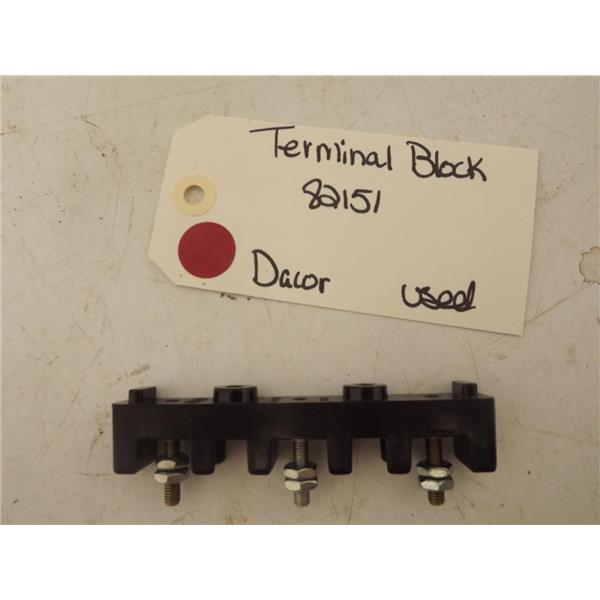 Terminal Block
82151
Dacor used